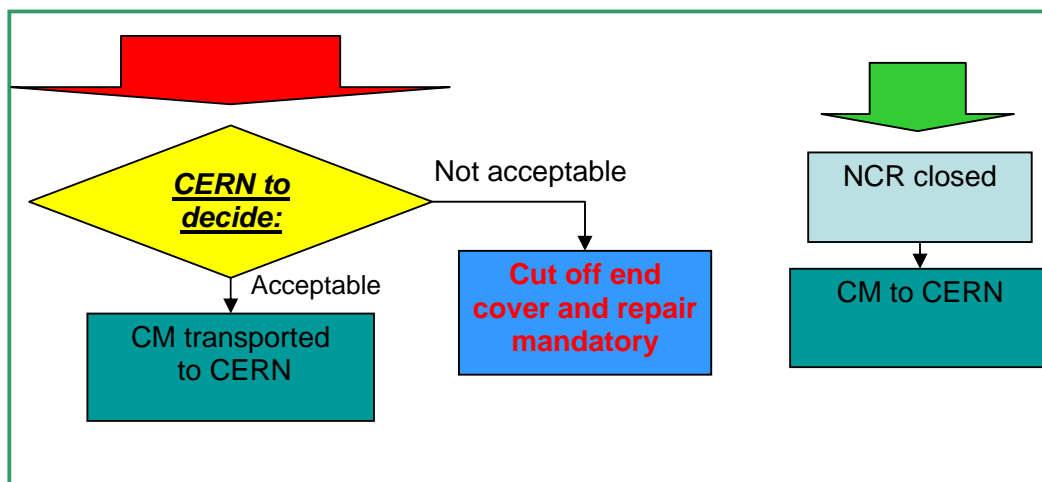 CERN to
decide:
Not acceptable
Acceptable
CM transported
to CERN
Cut off end
cover and repair
mandatory
NCR closed
CM to CERN